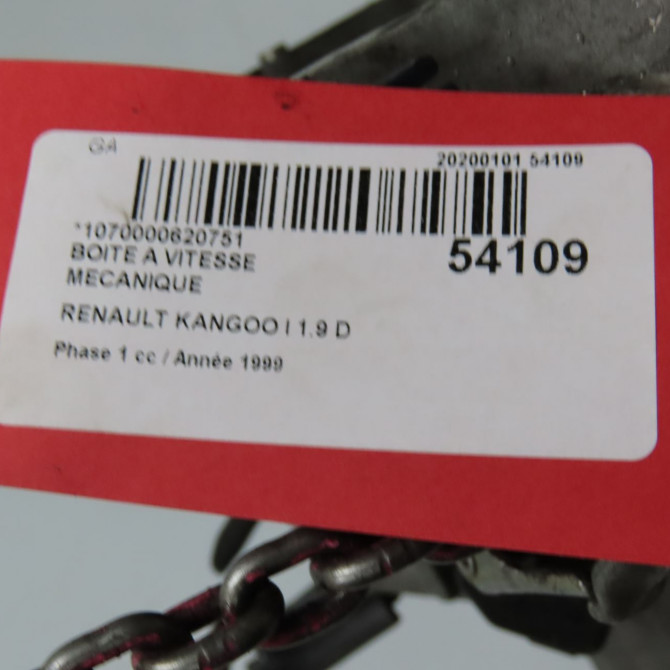 GA
20200101 54109
*1070000620751
54109
BOITE A VITESSE
MECANIQUE
RENAULT KANGOO I 1.9 D
Phase 1 cc / Année 1999